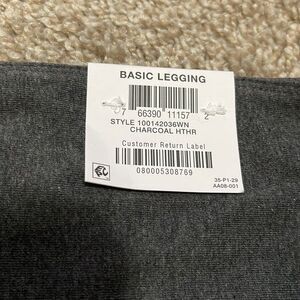 BASIC LEGGING
7 66390 11157 2
STYLE 100142036WN
CHARCOAL HTHR
Customer Return Label
080005308769
35-P1-29
AA08-001